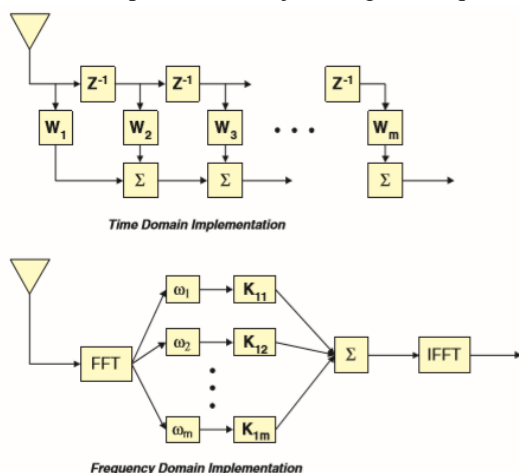 Z⁻¹ Z⁻¹ Z⁻¹
W₁ W₂ W₃ • • • Wₘ
Σ Σ Σ
Time Domain Implementation
ω₁ K₁₁
FFT ω₂ K₁₂ Σ IFFT
ωₘ K₁ₘ
Frequency Domain Implementation